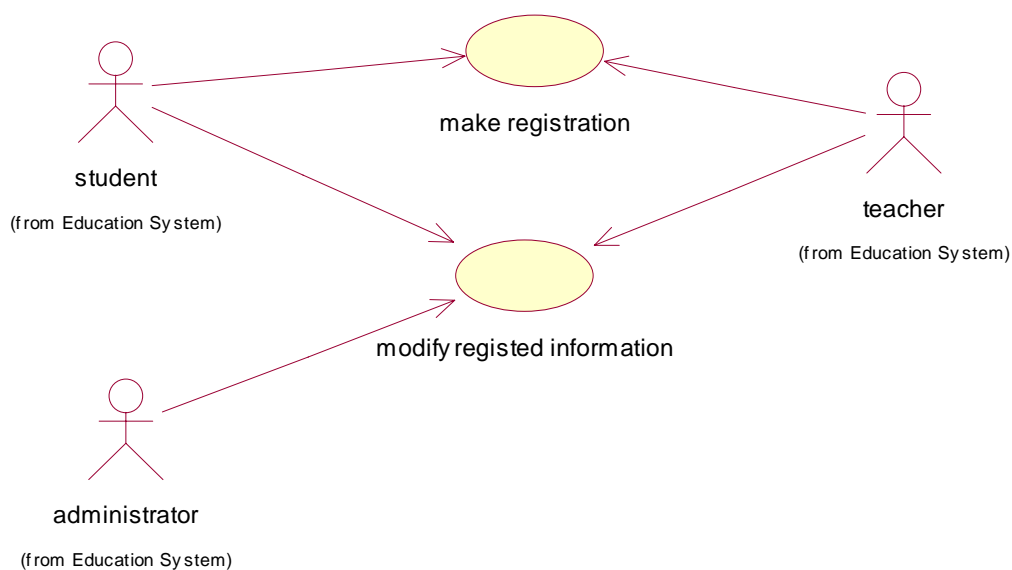 make registration
student
(from Education System)
teacher
(from Education System)
modify registed information
administrator
(from Education System)